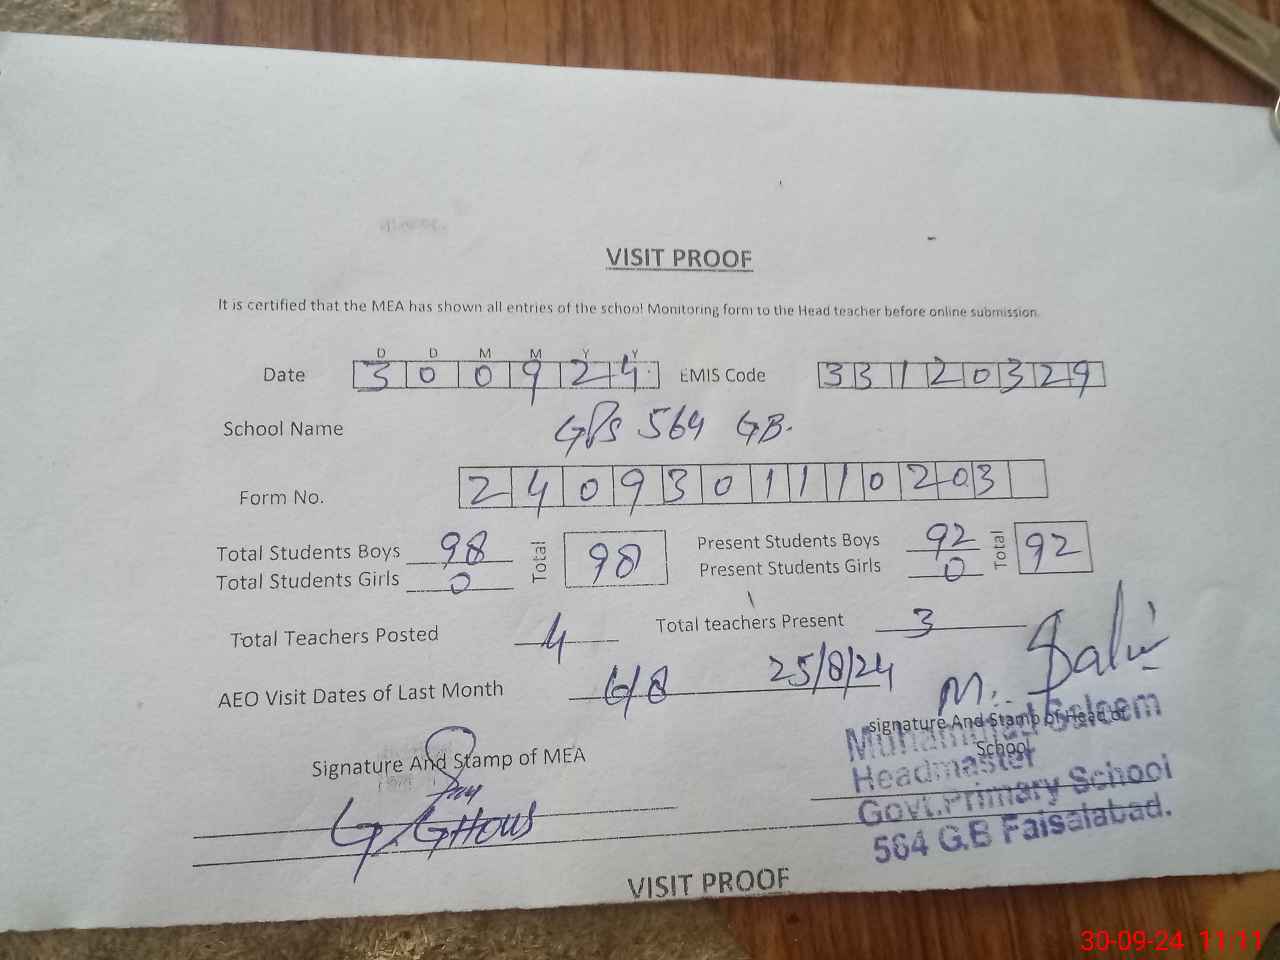 VISIT PROOF
It is certified that the MEA has shown all entries of the school Monitoring form to the Head teacher before online submission.
D D M M Y Y
Date 3 0 0 9 2 4 EMIS Code 3 3 1 2 0 3 2 9
School Name GPS 564 GB.
Form No. 2 4 0 9 3 0 1 1 1 0 2 0 3
Total Students Boys 98 Total 98 Present Students Boys 92 Total 92
Total Students Girls 0 Present Students Girls 0
Total Teachers Posted 4 Total teachers Present 3
AEO Visit Dates of Last Month 25/8/24
M. Salim
Signature And Stamp of MEA signature And Stamp of Head of School
G. GHOUS
Muhammad Saleem
Headmaster
Govt. Primary School
564 G.B Faisalabad.
VISIT PROOF
30-09-24 11:11